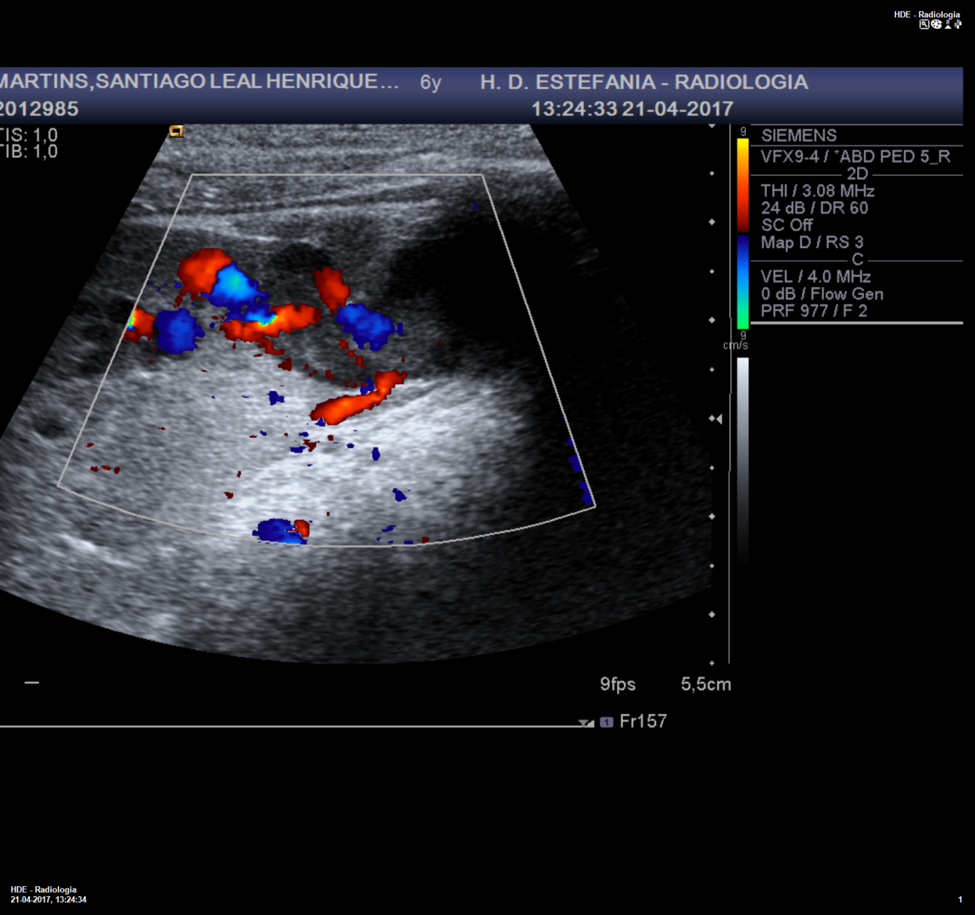 HDE - Radiologia
MARTINS,SANTIAGO LEAL HENRIQUE... 6y H. D. ESTEFANIA - RADIOLOGIA
2012985 13:24:33 21-04-2017
TIS: 1,0
TIB: 1,0
9
SIEMENS
VFX9-4 / *ABD PED 5_R
2D
THI / 3.08 MHz
24 dB / DR 60
SC Off
Map D / RS 3
C
VEL / 4.0 MHz
0 dB / Flow Gen
PRF 977 / F 2
9
cm/s
9fps 5,5cm
1 Fr157
HDE - Radiologia
21-04-2017, 13:24:34 1